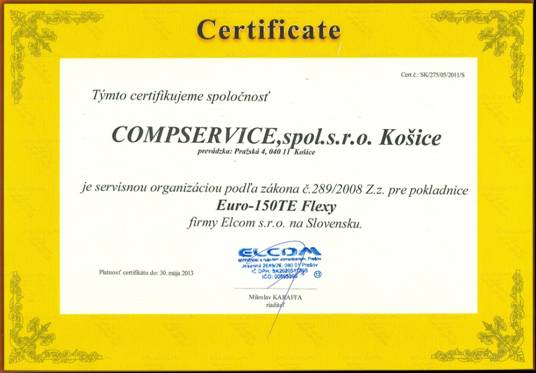 Certificate
Cert.č.: SK/275/05/2011/S
Týmto certifikujeme spoločnosť
COMPSERVICE,spol.s.r.o. Košice
prevádzka: Pražská 4, 040 11 Košice
je servisnou organizáciou podľa zákona č.289/2008 Z.z. pre pokladnice
Euro-150TE Flexy
firmy Elcom s.r.o. na Slovensku.
ELCOM
Platnosť certifikátu do: 30. mája 2013
Miloslav KARAFFA
riaditeľ